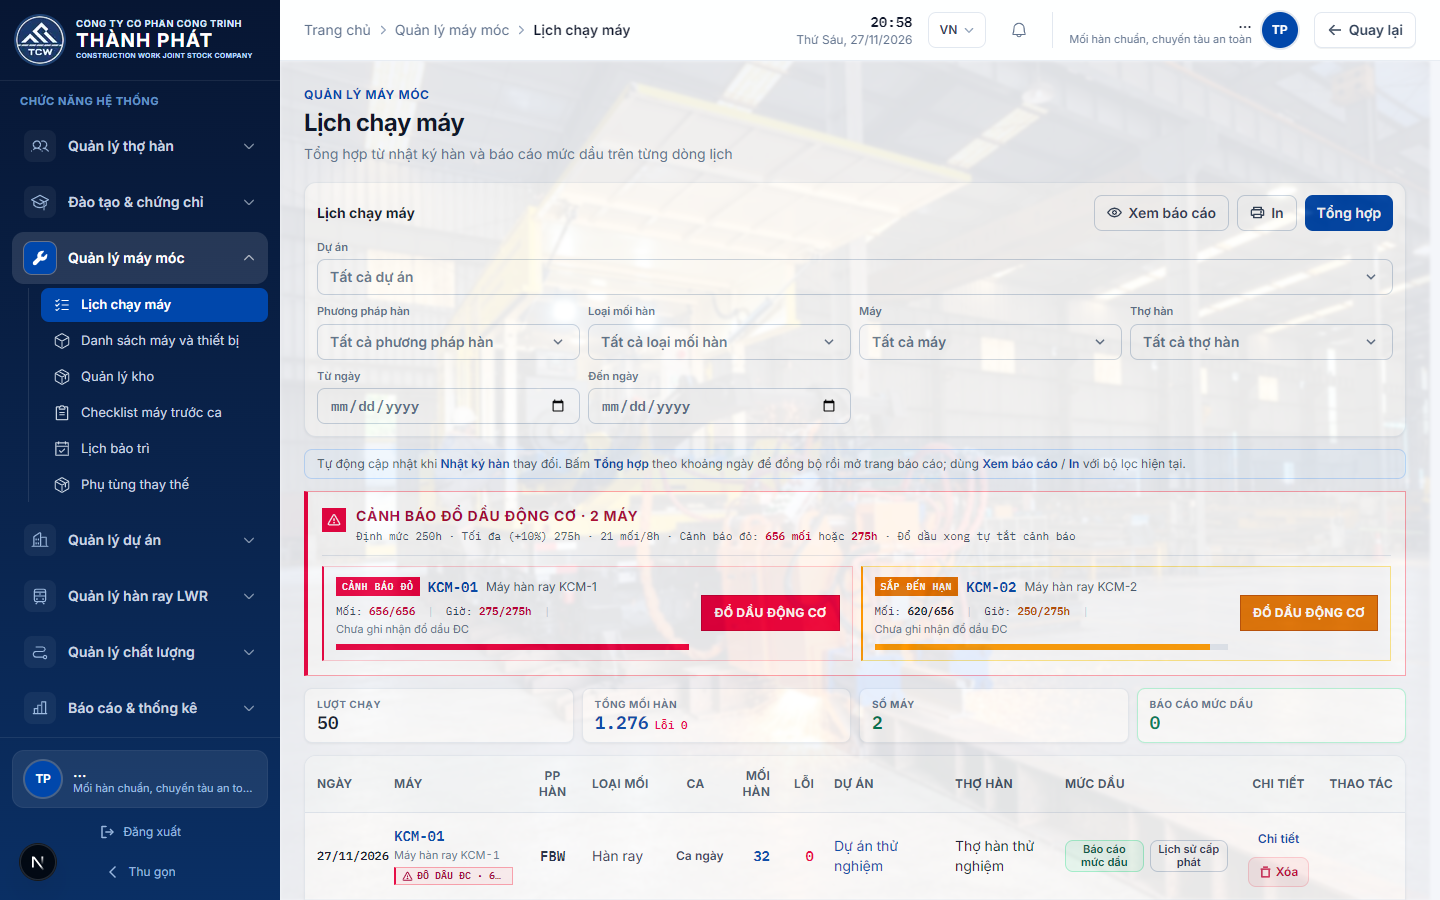 CÔNG TY CỔ PHẦN CÔNG TRÌNH
THÀNH PHÁT
CONSTRUCTION WORK JOINT STOCK COMPANY
TCW
CHỨC NĂNG HỆ THỐNG
Quản lý thợ hàn
Đào tạo & chứng chỉ
Quản lý máy móc
Lịch chạy máy
Danh sách máy và thiết bị
Quản lý kho
Checklist máy trước ca
Lịch bảo trì
Phụ tùng thay thế
Quản lý dự án
Quản lý hàn ray LWR
Quản lý chất lượng
Báo cáo & thống kê
TP
...
Mối hàn chuẩn, chuyến tàu an to...
Đăng xuất
N
Thu gọn
Trang chủ > Quản lý máy móc > Lịch chạy máy
20:58
Thứ Sáu, 27/11/2026
VN
...
Mối hàn chuẩn, chuyến tàu an toàn
TP
Quay lại
QUẢN LÝ MÁY MÓC
Lịch chạy máy
Tổng hợp từ nhật ký hàn và báo cáo mức dầu trên từng dòng lịch
Lịch chạy máy
Xem báo cáo
In
Tổng hợp
Dự án
Tất cả dự án
Phương pháp hàn
Loại mối hàn
Máy
Thợ hàn
Tất cả phương pháp hàn
Tất cả loại mối hàn
Tất cả máy
Tất cả thợ hàn
Từ ngày
Đến ngày
mm/dd/yyyy
mm/dd/yyyy
Tự động cập nhật khi Nhật ký hàn thay đổi. Bấm Tổng hợp theo khoảng ngày để đồng bộ rồi mở trang báo cáo; dùng Xem báo cáo / In với bộ lọc hiện tại.
CẢNH BÁO ĐỔ DẦU ĐỘNG CƠ · 2 MÁY
Định mức 250h · Tối đa (+10%) 275h · 21 mối/8h · Cảnh báo đỏ: 656 mối hoặc 275h · Đổ dầu xong tự tắt cảnh báo
CẢNH BÁO ĐỎ KCM-01 Máy hàn ray KCM-1
Mối: 656/656 | Giờ: 275/275h |
Chưa ghi nhận đổ dầu ĐC
ĐỔ DẦU ĐỘNG CƠ
SẮP ĐẾN HẠN KCM-02 Máy hàn ray KCM-2
Mối: 620/656 | Giờ: 250/275h |
Chưa ghi nhận đổ dầu ĐC
ĐỔ DẦU ĐỘNG CƠ
LƯỢT CHẠY
50
TỔNG MỐI HÀN
1.276 Lỗi 0
SỐ MÁY
2
BÁO CÁO MỨC DẦU
0
NGÀY
MÁY
PP HÀN
LOẠI MỐI
CA
MỐI HÀN
LỖI
DỰ ÁN
THỢ HÀN
MỨC DẦU
CHI TIẾT
THAO TÁC
27/11/2026
KCM-01
Máy hàn ray KCM-1
ĐỔ DẦU ĐC · 6...
FBW
Hàn ray
Ca ngày
32
0
Dự án thử nghiệm
Thợ hàn thử nghiệm
Báo cáo mức dầu
Lịch sử cấp phát
Chi tiết
Xóa